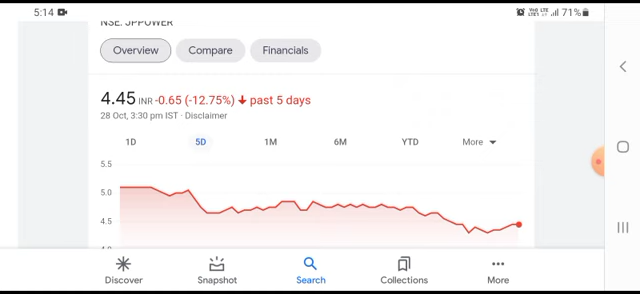 5:14 71%
NSE: JPPOWER
Overview Compare Financials
4.45 INR -0.65 (-12.75%) ↓ past 5 days
28 Oct, 3:30 pm IST · Disclaimer
1D 5D 1M 6M YTD More
5.5
5.0
4.5
4.0
Discover Snapshot Search Collections More